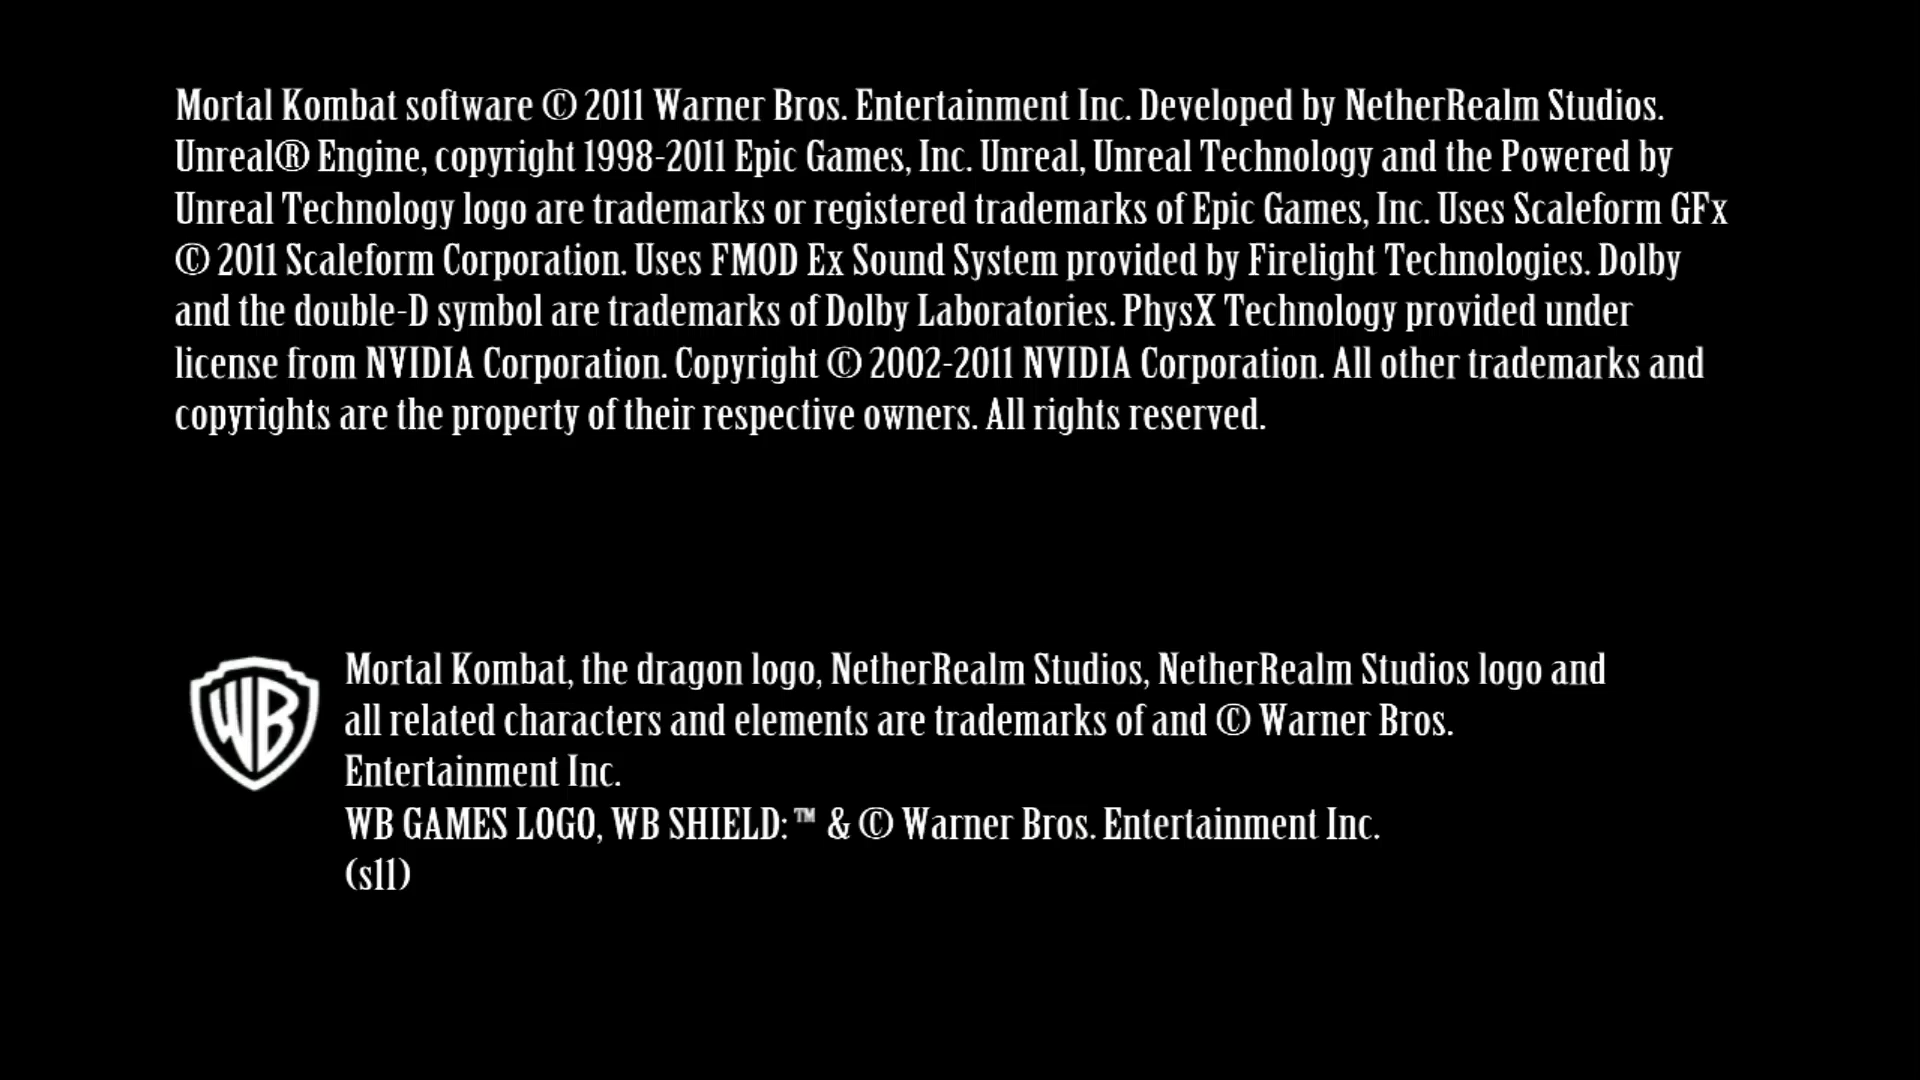 Mortal Kombat software © 2011 Warner Bros. Entertainment Inc. Developed by NetherRealm Studios.
Unreal® Engine, copyright 1998-2011 Epic Games, Inc. Unreal, Unreal Technology and the Powered by
Unreal Technology logo are trademarks or registered trademarks of Epic Games, Inc. Uses Scaleform GFx
© 2011 Scaleform Corporation. Uses FMOD Ex Sound System provided by Firelight Technologies. Dolby
and the double-D symbol are trademarks of Dolby Laboratories. PhysX Technology provided under
license from NVIDIA Corporation. Copyright © 2002-2011 NVIDIA Corporation. All other trademarks and
copyrights are the property of their respective owners. All rights reserved.
WB
Mortal Kombat, the dragon logo, NetherRealm Studios, NetherRealm Studios logo and
all related characters and elements are trademarks of and © Warner Bros.
Entertainment Inc.
WB GAMES LOGO, WB SHIELD: ™ & © Warner Bros. Entertainment Inc.
(s11)